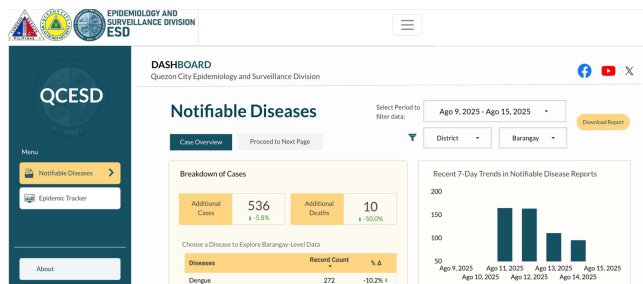 EPIDEMIOLOGY AND
SURVEILLANCE DIVISION
ESD
DASHBOARD
Quezon City Epidemiology and Surveillance Division
QCESD
Menu
Notifiable Diseases
Epidemic Tracker
About
Notifiable Diseases
Select Period to
filter data:
Ago 9, 2025 - Ago 15, 2025
Download Report
District
Barangay
Case Overview
Proceed to Next Page
Breakdown of Cases
Additional
Cases
536
-5.8%
Additional
Deaths
10
-50.0%
Choose a Disease to Explore Barangay-Level Data
Diseases Record Count % Δ
Dengue 272 -10.2%
Recent 7-Day Trends in Notifiable Disease Reports
200
150
100
50
Ago 9, 2025 Ago 11, 2025 Ago 13, 2025 Ago 15, 2025
Ago 10, 2025 Ago 12, 2025 Ago 14, 2025